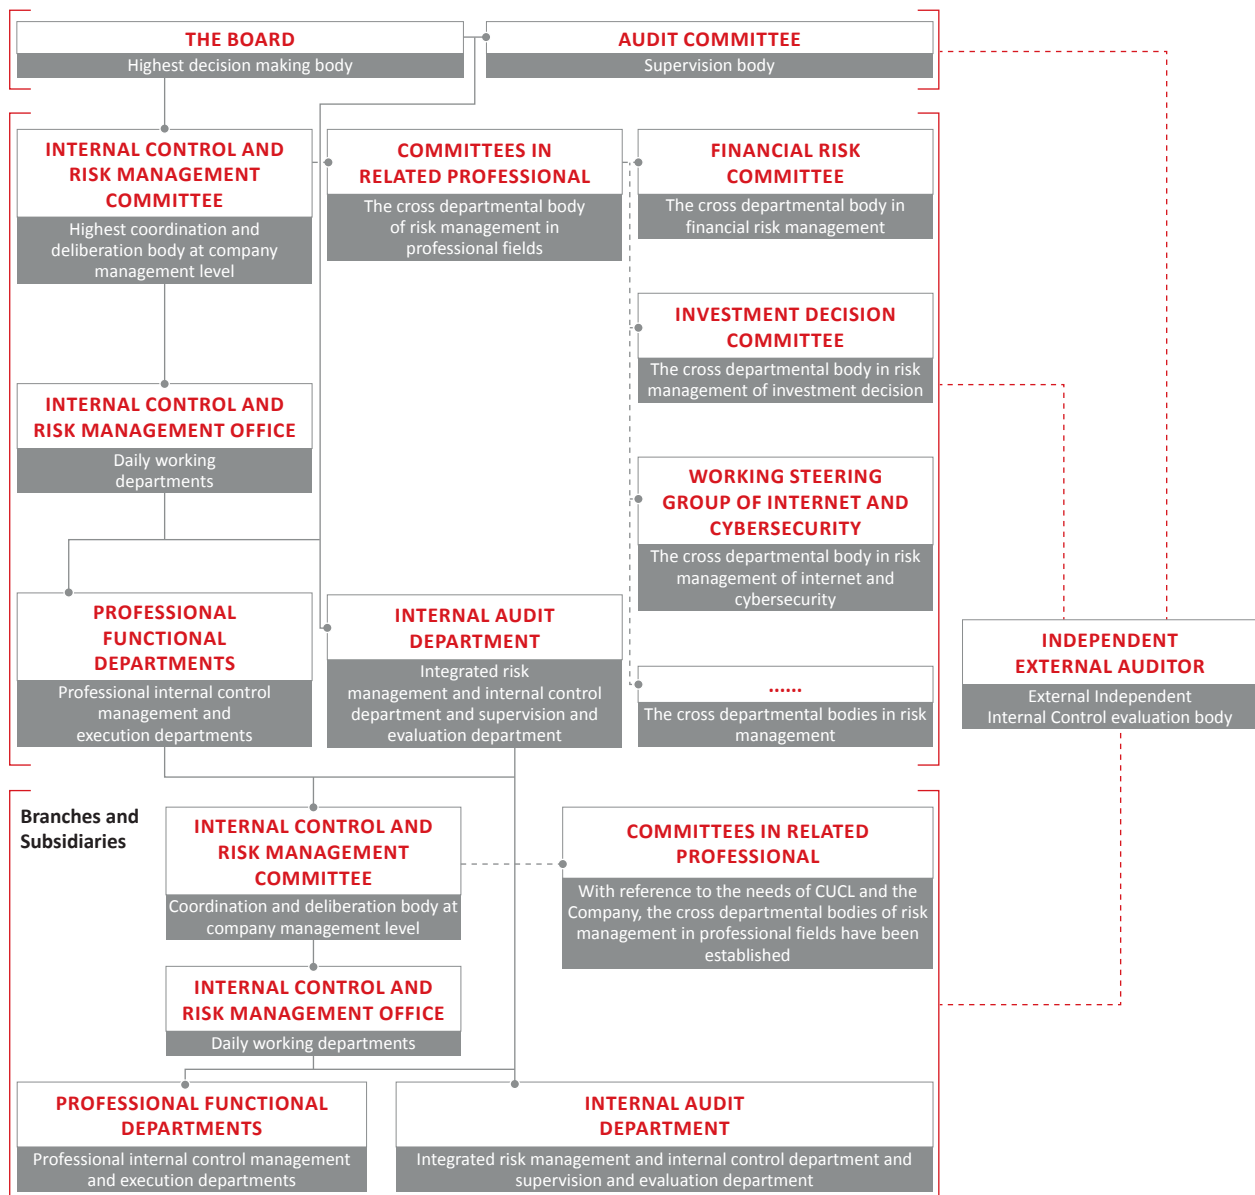 THE BOARD
Highest decision making body
AUDIT COMMITTEE
Supervision body
INTERNAL CONTROL AND
RISK MANAGEMENT
COMMITTEE
Highest coordination and
deliberation body at company
management level
COMMITTEES IN
RELATED PROFESSIONAL
The cross departmental body
of risk management in
professional fields
FINANCIAL RISK
COMMITTEE
The cross departmental body in
financial risk management
INVESTMENT DECISION
COMMITTEE
The cross departmental body in risk
management of investment decision
INTERNAL CONTROL AND
RISK MANAGEMENT OFFICE
Daily working
departments
WORKING STEERING
GROUP OF INTERNET AND
CYBERSECURITY
The cross departmental body in risk
management of internet and
cybersecurity
PROFESSIONAL
FUNCTIONAL
DEPARTMENTS
Professional internal control
management and
execution departments
INTERNAL AUDIT
DEPARTMENT
Integrated risk
management and internal control
department and supervision and
evaluation department
......
The cross departmental bodies in risk
management
INDEPENDENT
EXTERNAL AUDITOR
External Independent
Internal Control evaluation body
Branches and
Subsidiaries
INTERNAL CONTROL AND
RISK MANAGEMENT
COMMITTEE
Coordination and deliberation body at
company management level
COMMITTEES IN RELATED
PROFESSIONAL
With reference to the needs of CUCL and the
Company, the cross departmental bodies of risk
management in professional fields have been
established
INTERNAL CONTROL AND
RISK MANAGEMENT OFFICE
Daily working departments
PROFESSIONAL FUNCTIONAL
DEPARTMENTS
Professional internal control management
and execution departments
INTERNAL AUDIT
DEPARTMENT
Integrated risk management and internal control department and
supervision and evaluation department